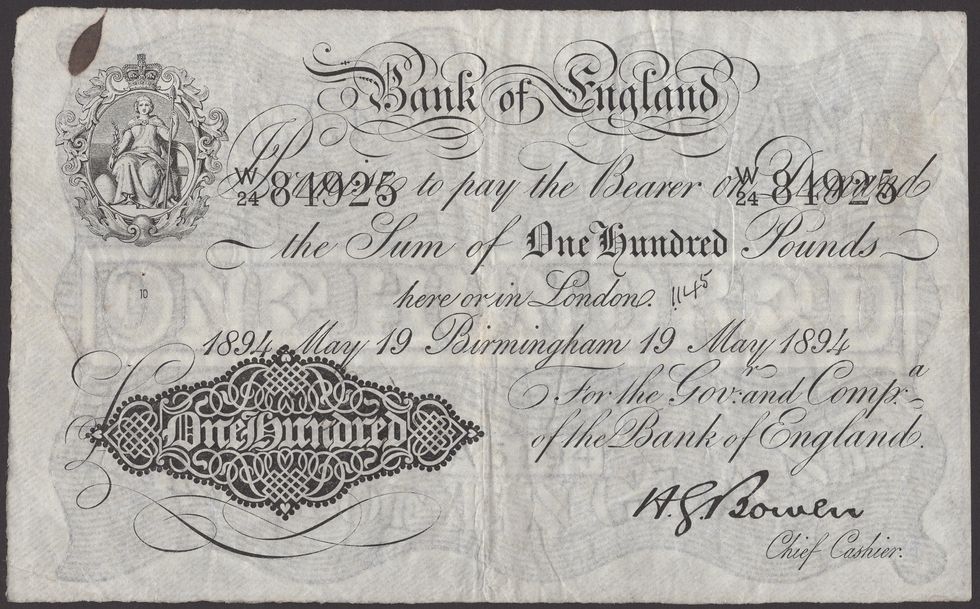 Bank of England
I Promise to pay the Bearer on Demand
W/24 84925 W/24 84925
the Sum of One Hundred Pounds
here or in London. 1145
10
1894 May 19 Birmingham 19 May 1894
For the Gov.r and Comp.a
One Hundred
of the Bank of England.
H.G. Bowen
Chief Cashier.